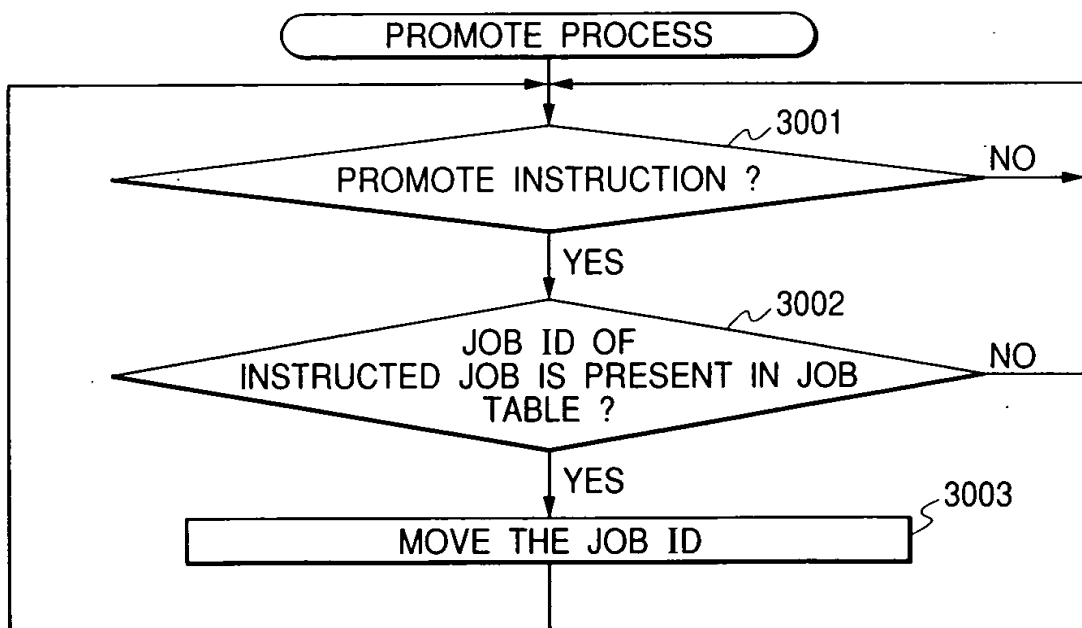 PROMOTE PROCESS
3001
PROMOTE INSTRUCTION ?
NO
YES
3002
JOB ID OF
INSTRUCTED JOB IS PRESENT IN JOB
TABLE ?
NO
YES
3003
MOVE THE JOB ID